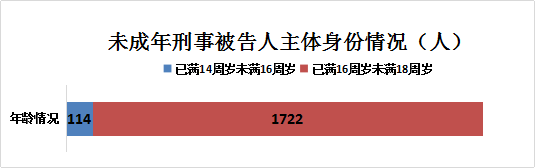 未成年刑事被告人主体身份情况（人）
已满14周岁未满16周岁 已满16周岁未满18周岁
年龄情况 114 1722